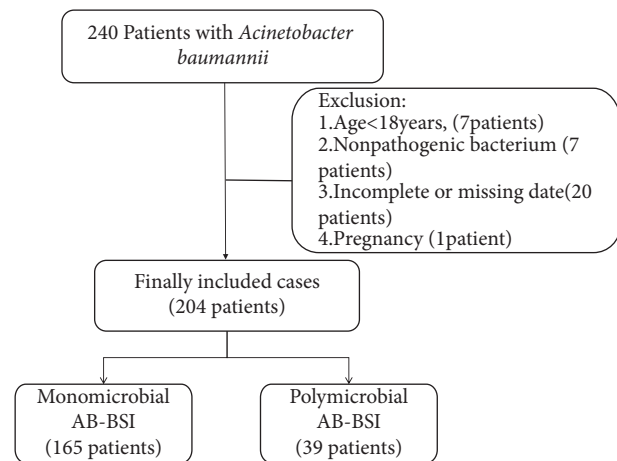 240 Patients with Acinetobacter
baumannii
Exclusion:
1.Age<18years, (7patients)
2.Nonpathogenic bacterium (7
patients)
3.Incomplete or missing date(20
patients)
4.Pregnancy (1patient)
Finally included cases
(204 patients)
Monomicrobial
AB-BSI
(165 patients)
Polymicrobial
AB-BSI
(39 patients)